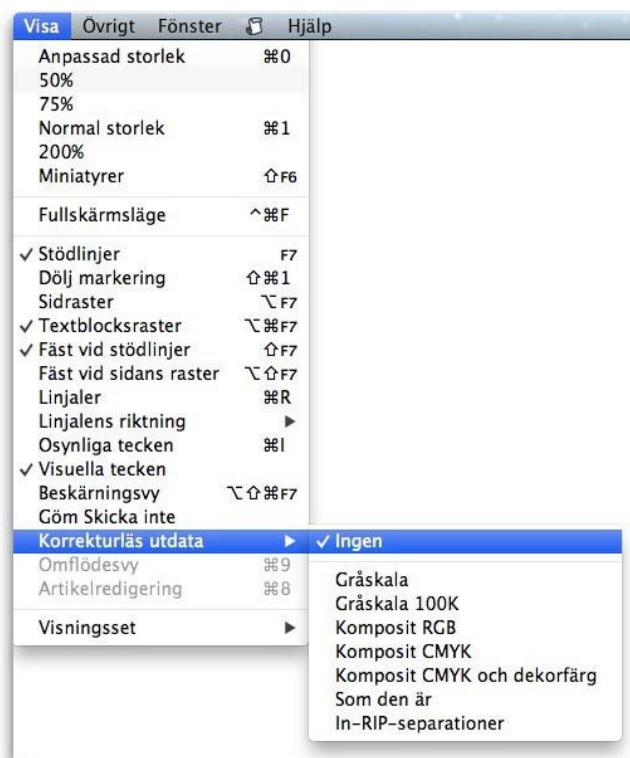 Visa Övrigt Fönster Hjälp
Anpassad storlek ⌘0
50%
75%
Normal storlek ⌘1
200%
Miniatyrer ⇧F6
Fullskärmsläge ^⌘F
✓ Stödlinjer F7
Dölj markering ⇧⌘1
Sidraster ⌥F7
✓ Textblocksraster ⌥⌘F7
✓ Fäst vid stödlinjer ⇧F7
Fäst vid sidans raster ⌥⇧F7
Linjaler ⌘R
Linjalens riktning ▶
Osynliga tecken ⌘I
✓ Visuella tecken
Beskärningsvy ⌥⇧⌘F7
Göm Skicka inte
Korrekturläs utdata ▶
Omflödesvy ⌘9
Artikelredigering ⌘8
Visningsset ▶
✓ Ingen
Gråskala
Gråskala 100K
Komposit RGB
Komposit CMYK
Komposit CMYK och dekorfärg
Som den är
In-RIP-separationer